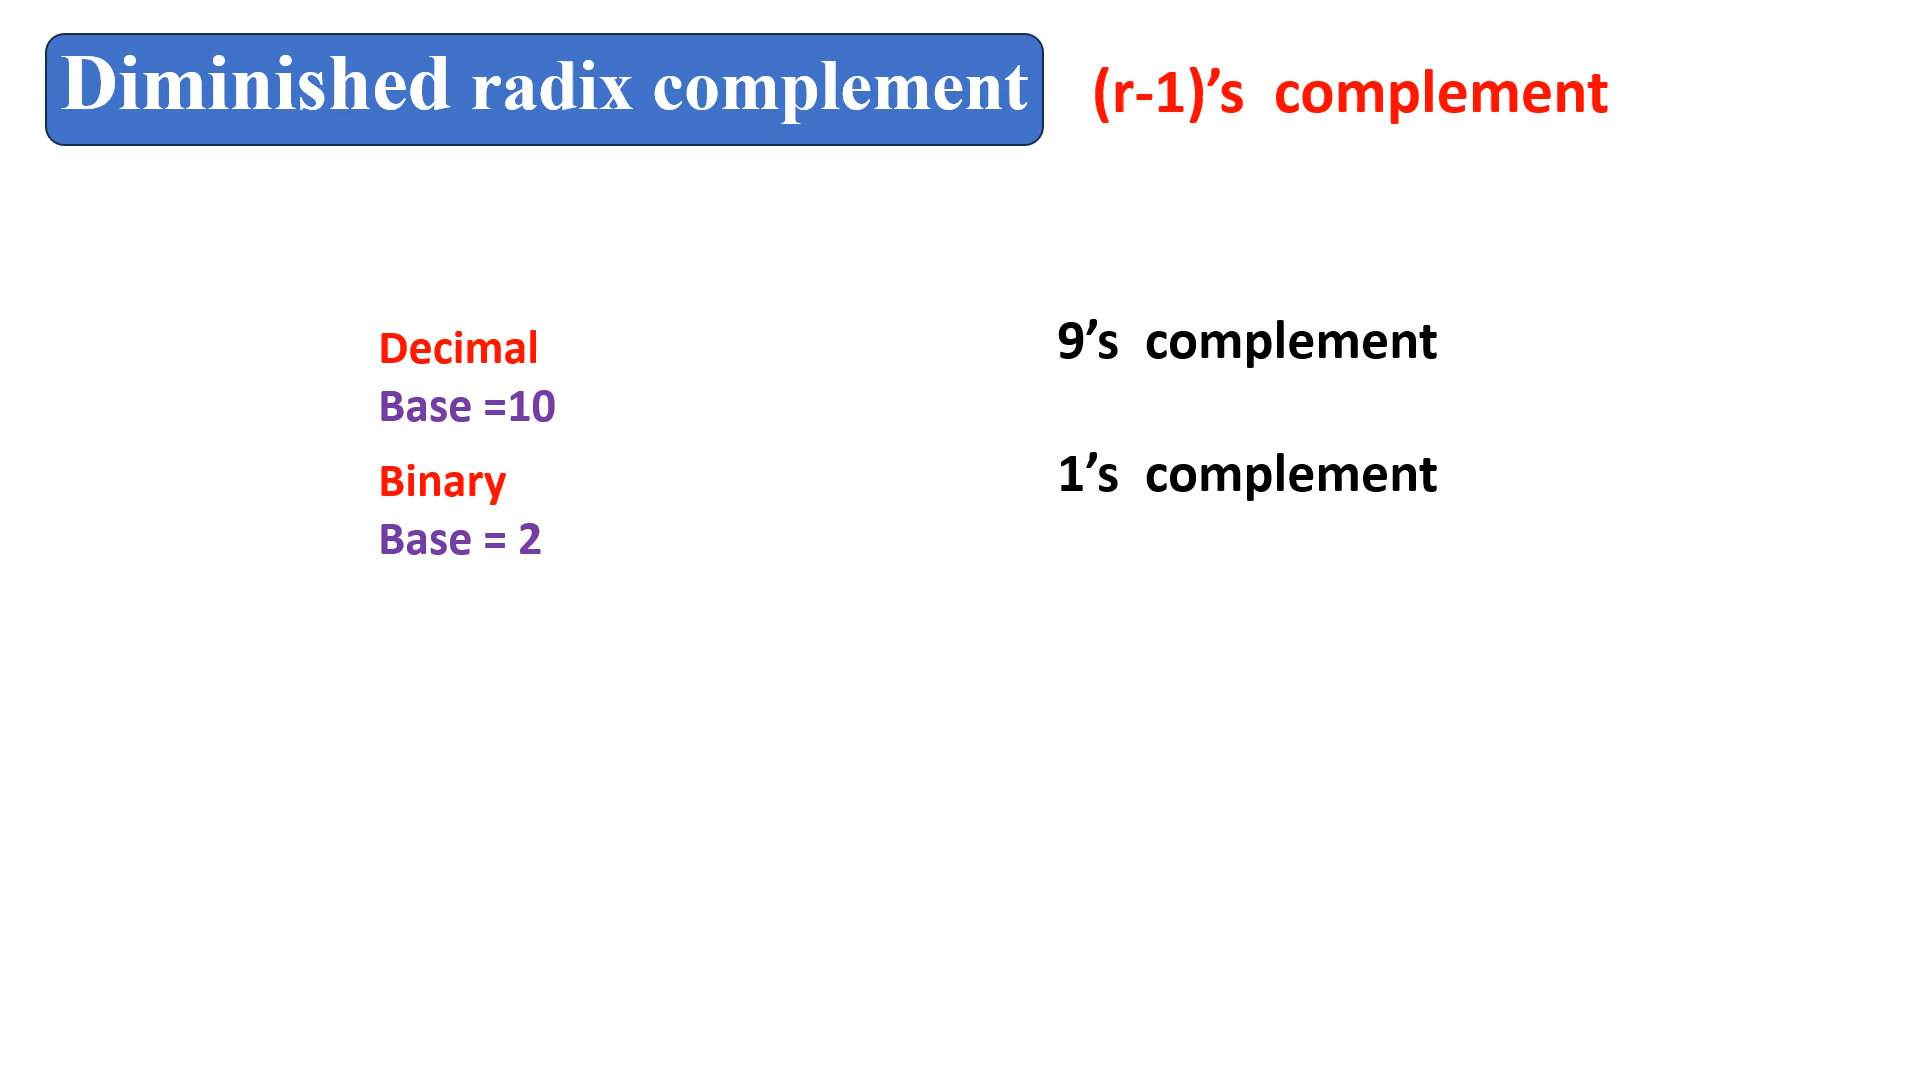 Diminished radix complement (r-1)’s complement
Decimal 9’s complement
Base =10
Binary 1’s complement
Base = 2